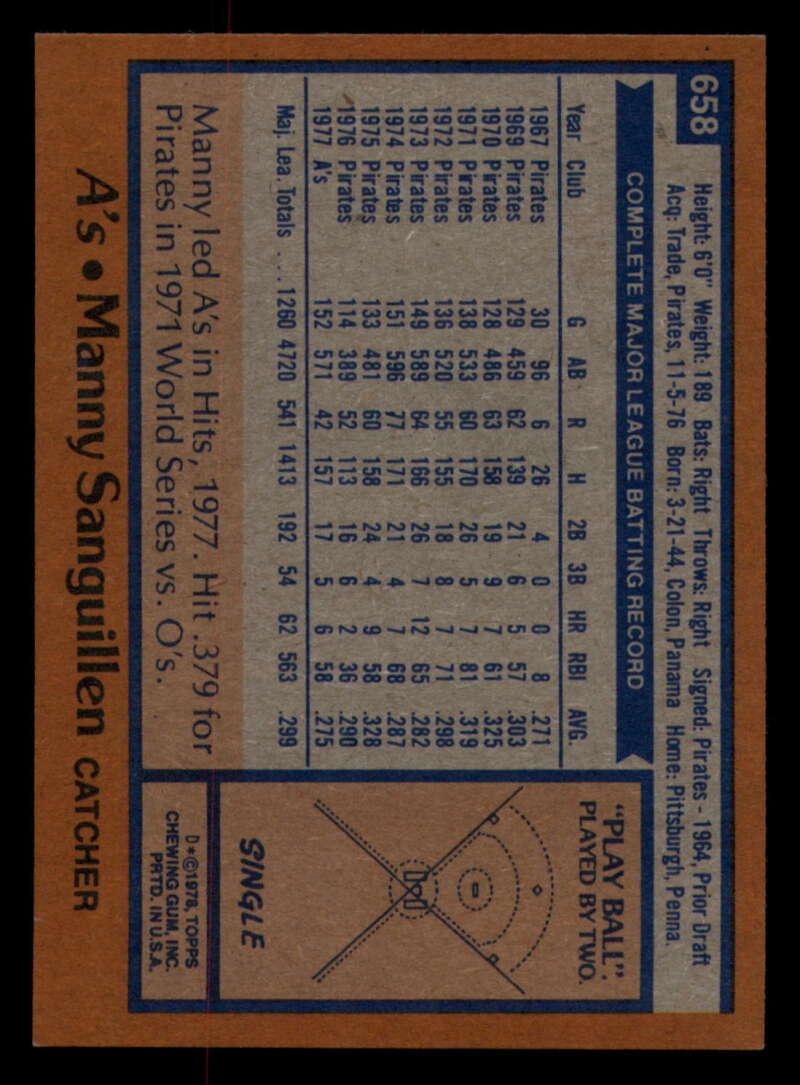 658
Height: 6'0" Weight: 189 Bats: Right Throws: Right Signed: Pirates - 1964, Prior Draft
Acq: Trade, Pirates, 11-5-76 Born: 3-21-44, Colon, Panama Home: Pittsburgh, Penna.
COMPLETE MAJOR LEAGUE BATTING RECORD
Year Club G AB R H 2B 3B HR RBI AVG.
1967 Pirates 30 96 6 26 4 0 0 8 .271
1969 Pirates 129 459 62 139 21 6 5 57 .303
1970 Pirates 128 486 63 158 19 9 7 61 .325
1971 Pirates 138 533 60 170 26 5 7 81 .319
1972 Pirates 136 520 55 155 18 8 7 71 .298
1973 Pirates 149 589 64 166 26 7 12 65 .282
1974 Pirates 151 596 77 171 21 4 7 68 .287
1975 Pirates 133 481 60 158 24 4 9 58 .328
1976 Pirates 114 389 52 113 16 6 2 36 .290
1977 A's 152 571 42 157 17 5 6 58 .275
Maj. Lea. Totals . . . 1260 4720 541 1413 192 54 62 563 .299
Manny led A's in Hits, 1977. Hit .379 for
Pirates in 1971 World Series vs. O's.
"PLAY BALL".
PLAYED BY TWO.
SINGLE
D*©1978, TOPPS
CHEWING GUM, INC.
PRTD. IN U.S.A.
A's • Manny Sanguillen CATCHER